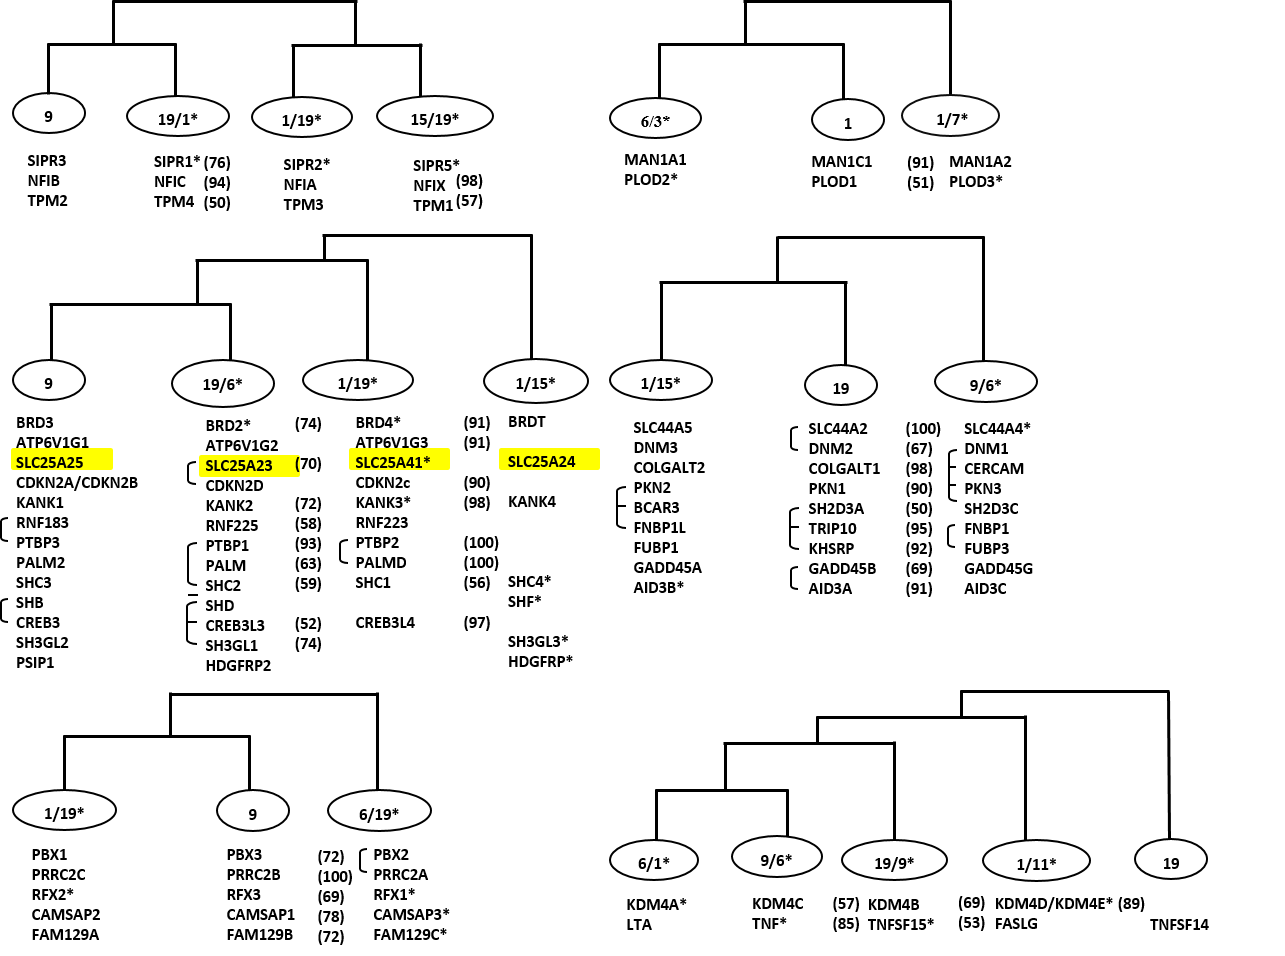 9 19/1* 1/19* 15/19*
SIPR3 SIPR1* (76) SIPR2* SIPR5*
NFIB NFIC (94) NFIA NFIX (98)
TPM2 TPM4 (50) TPM3 TPM1 (57)
6/3* 1 1/7*
MAN1A1 MAN1C1 (91) MAN1A2
PLOD2* PLOD1 (51) PLOD3*
9 19/6* 1/19* 1/15*
BRD3 BRD2* (74) BRD4* (91) BRDT
ATP6V1G1 ATP6V1G2 ATP6V1G3 (91)
SLC25A25 SLC25A23 (70) SLC25A41* SLC25A24
CDKN2A/CDKN2B CDKN2D CDKN2c (90)
KANK1 KANK2 (72) KANK3* (98) KANK4
RNF183 RNF225 (58) RNF223
PTBP3 PTBP1 (93) PTBP2 (100)
PALM2 PALM (63) PALMD (100)
SHC3 SHC2 (59) SHC1 (56) SHC4*
SHB SHD SHF*
CREB3 CREB3L3 (52) CREB3L4 (97)
SH3GL2 SH3GL1 (74) SH3GL3*
PSIP1 HDGFRP2 HDGFRP*
1/15* 19 9/6*
SLC44A5 SLC44A2 (100) SLC44A4*
DNM3 DNM2 (67) DNM1
COLGALT2 COLGALT1 (98) CERCAM
PKN2 PKN1 (90) PKN3
BCAR3 SH2D3A (50) SH2D3C
FNBP1L TRIP10 (95) FNBP1
FUBP1 KHSRP (92) FUBP3
GADD45A GADD45B (69) GADD45G
AID3B* AID3A (91) AID3C
1/19* 9 6/19*
PBX1 PBX3 (72) PBX2
PRRC2C PRRC2B (100) PRRC2A
RFX2* RFX3 (69) RFX1*
CAMSAP2 CAMSAP1 (78) CAMSAP3*
FAM129A FAM129B (72) FAM129C*
6/1* 9/6* 19/9* 1/11* 19
KDM4A* KDM4C (57) KDM4B (69) KDM4D/KDM4E* (89)
LTA TNF* (85) TNFSF15* (53) FASLG TNFSF14